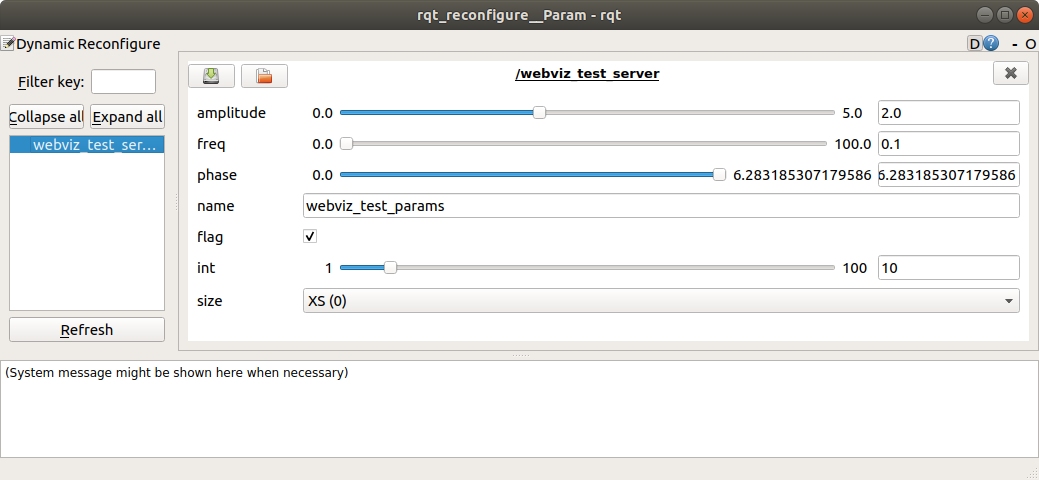 rqt_reconfigure__Param - rqt
Dynamic Reconfigure
D ? - O
Filter key:
Collapse all Expand all
webviz_test_ser...
Refresh
/webviz_test_server
amplitude 0.0 5.0 2.0
freq 0.0 100.0 0.1
phase 0.0 6.283185307179586 6.283185307179586
name webviz_test_params
flag
int 1 100 10
size XS (0)
(System message might be shown here when necessary)